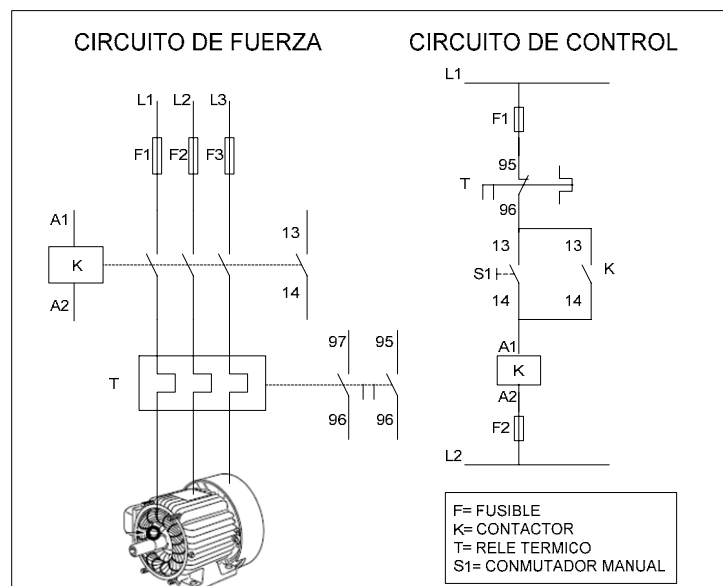 CIRCUITO DE FUERZA
L1 L2 L3
F1 F2 F3
A1
K
A2
13
14
T
97 95
96 96
CIRCUITO DE CONTROL
L1
F1
95
T
96
13 13
S1 K
14 14
A1
K
A2
F2
L2
F= FUSIBLE
K= CONTACTOR
T= RELE TERMICO
S1= CONMUTADOR MANUAL